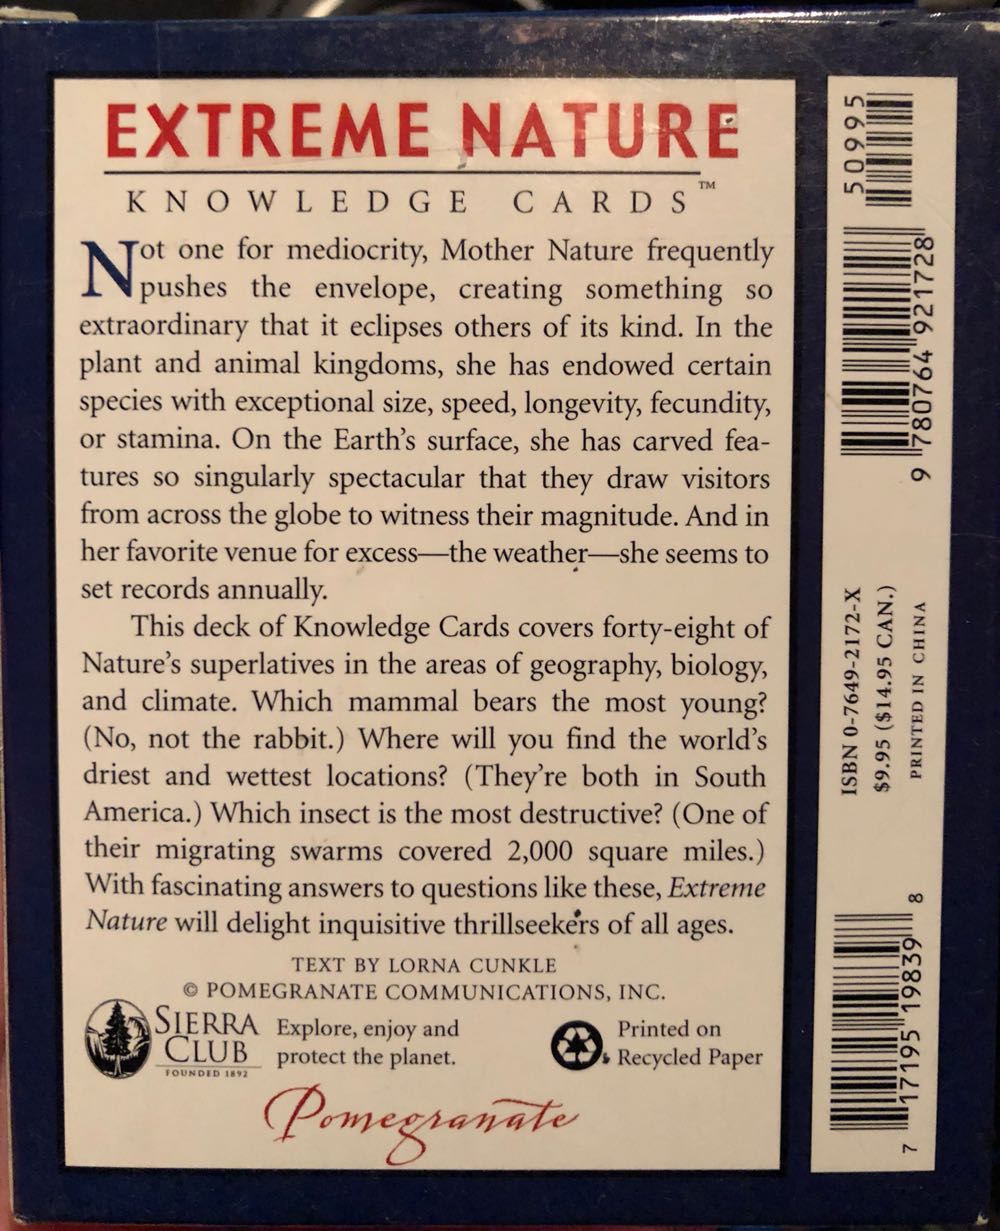 EXTREME NATURE
KNOWLEDGE CARDS™
Not one for mediocrity, Mother Nature frequently
pushes the envelope, creating something so
extraordinary that it eclipses others of its kind. In the
plant and animal kingdoms, she has endowed certain
species with exceptional size, speed, longevity, fecundity,
or stamina. On the Earth's surface, she has carved fea-
tures so singularly spectacular that they draw visitors
from across the globe to witness their magnitude. And in
her favorite venue for excess—the weather—she seems to
set records annually.
This deck of Knowledge Cards covers forty-eight of
Nature's superlatives in the areas of geography, biology,
and climate. Which mammal bears the most young?
(No, not the rabbit.) Where will you find the world's
driest and wettest locations? (They're both in South
America.) Which insect is the most destructive? (One of
their migrating swarms covered 2,000 square miles.)
With fascinating answers to questions like these, Extreme
Nature will delight inquisitive thrillseekers of all ages.
TEXT BY LORNA CUNKLE
© POMEGRANATE COMMUNICATIONS, INC.
SIERRA
CLUB
FOUNDED 1892
Explore, enjoy and
protect the planet.
Printed on
Recycled Paper
Pomegranate
50995
9 780764 921728
ISBN 0-7649-2172-X
$9.95 ($14.95 CAN.)
PRINTED IN CHINA
7 17195 19839 8